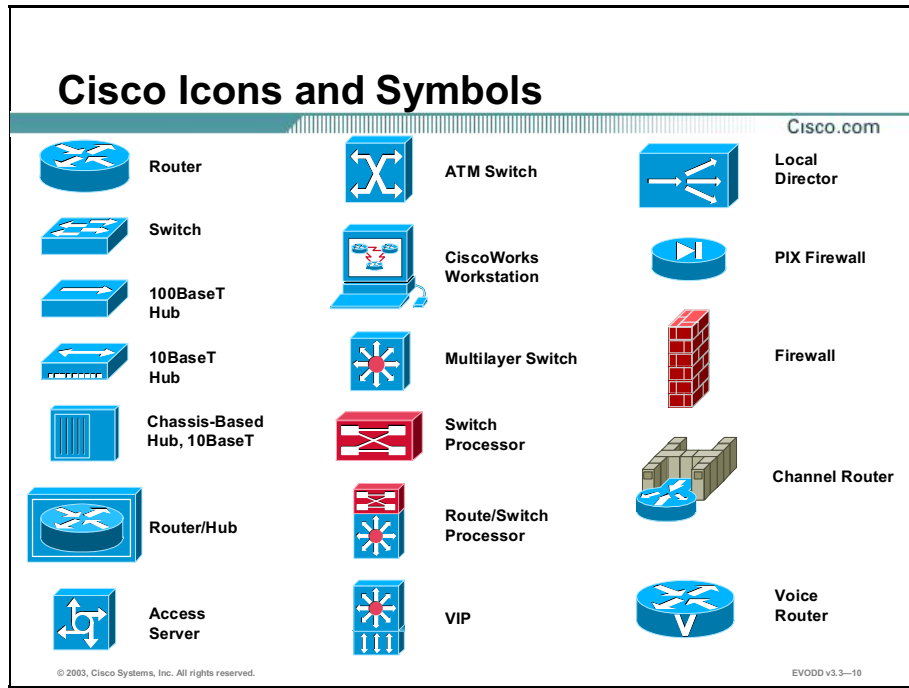 Cisco Icons and Symbols
Cisco.com
Router
Switch
100BaseT
Hub
10BaseT
Hub
Chassis-Based
Hub, 10BaseT
Router/Hub
Access
Server
ATM Switch
CiscoWorks
Workstation
Multilayer Switch
Switch
Processor
Route/Switch
Processor
VIP
Local
Director
PIX Firewall
Firewall
Channel Router
Voice
Router
V
© 2003, Cisco Systems, Inc. All rights reserved.
EVODD v3.3—10